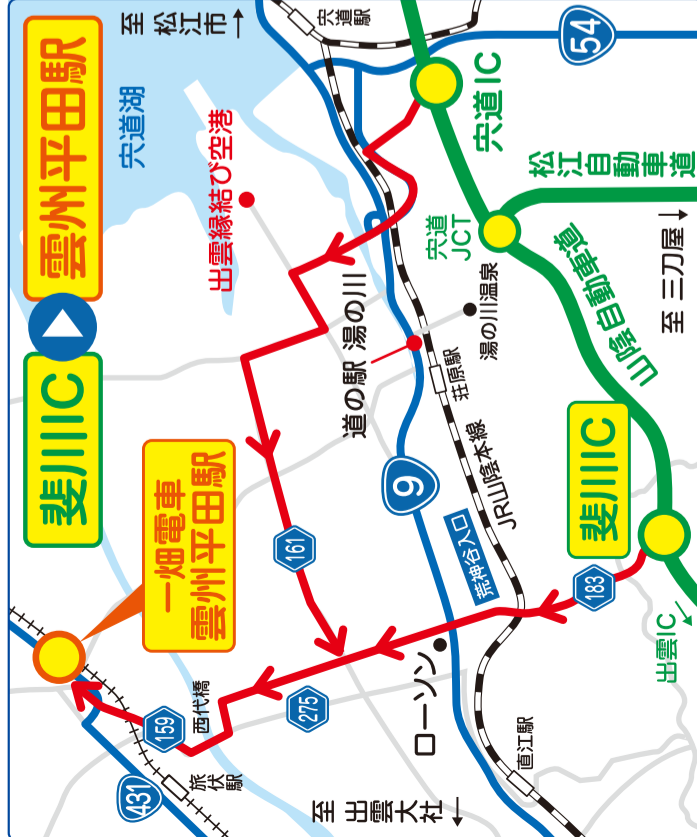 斐川IC
雲州平田駅
一畑電車
雲州平田駅
431
旅伏駅
159
西代橋
275
至 出雲大社
161
ローソン
直江駅
荒神谷入口
183
斐川IC
出雲IC
9
JR山陰本線
道の駅 湯の川
荘原駅
湯の川温泉
出雲縁結び空港
宍道湖
至 松江市
宍道駅
54
宍道IC
宍道
JCT
松江自動車道
山陰自動車道
至 三刀屋